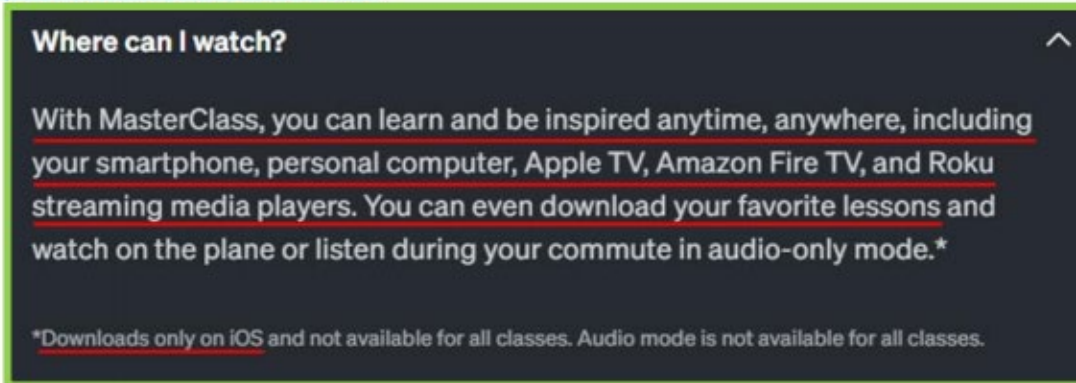 Where can I watch?
With MasterClass, you can learn and be inspired anytime, anywhere, including
your smartphone, personal computer, Apple TV, Amazon Fire TV, and Roku
streaming media players. You can even download your favorite lessons and
watch on the plane or listen during your commute in audio-only mode.*
*Downloads only on iOS and not available for all classes. Audio mode is not available for all classes.